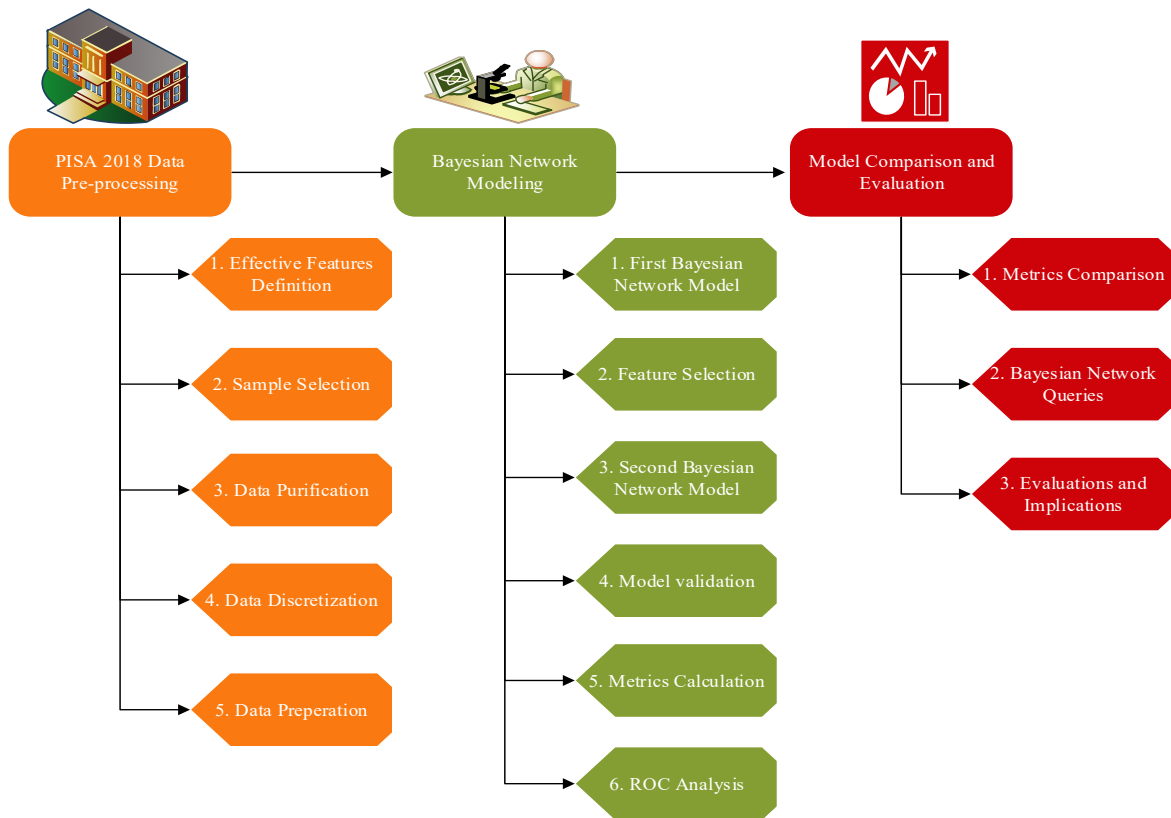 PISA 2018 Data
Pre-processing
1. Effective Features
Definition
2. Sample Selection
3. Data Purification
4. Data Discretization
5. Data Preperation
Bayesian Network
Modeling
1. First Bayesian
Network Model
2. Feature Selection
3. Second Bayesian
Network Model
4. Model validation
5. Metrics Calculation
6. ROC Analysis
Model Comparison and
Evaluation
1. Metrics Comparison
2. Bayesian Network
Queries
3. Evaluations and
Implications